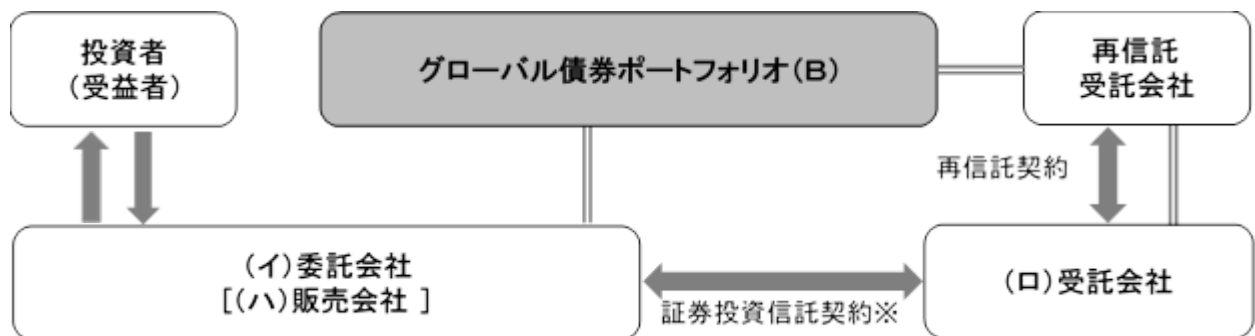 投資者
(受益者)
グローバル債券ポートフォリオ(B)
再信託
受託会社
再信託契約
(イ)委託会社
[(ハ)販売会社 ]
証券投資信託契約※
(ロ)受託会社